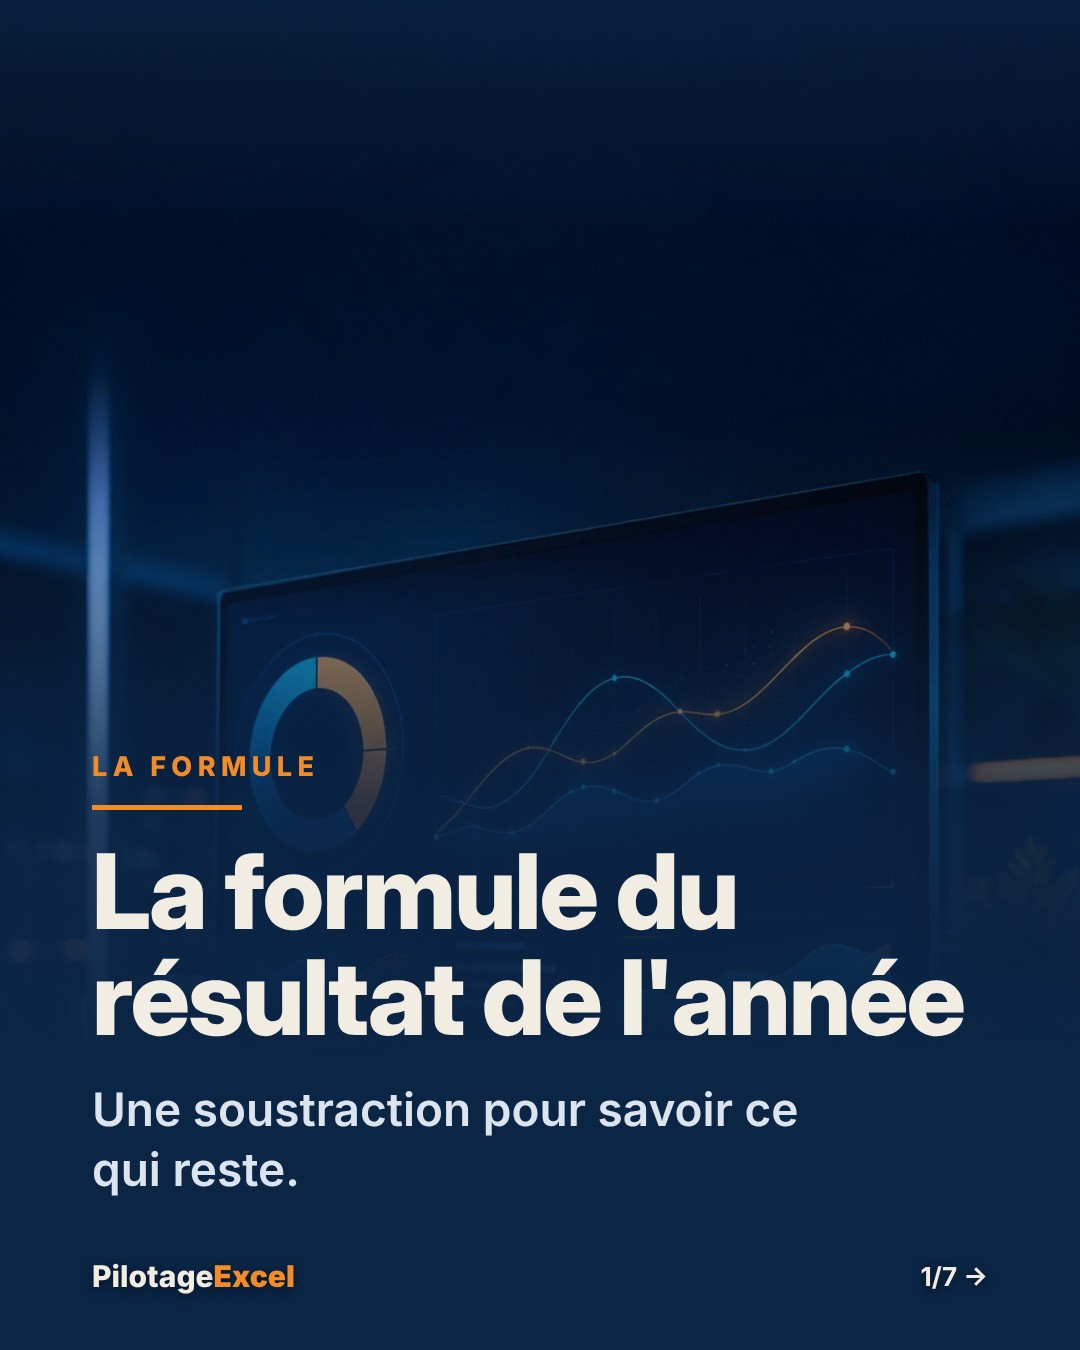 LA FORMULE
La formule du
résultat de l'année
Une soustraction pour savoir ce
qui reste.
PilotageExcel
1/7 →